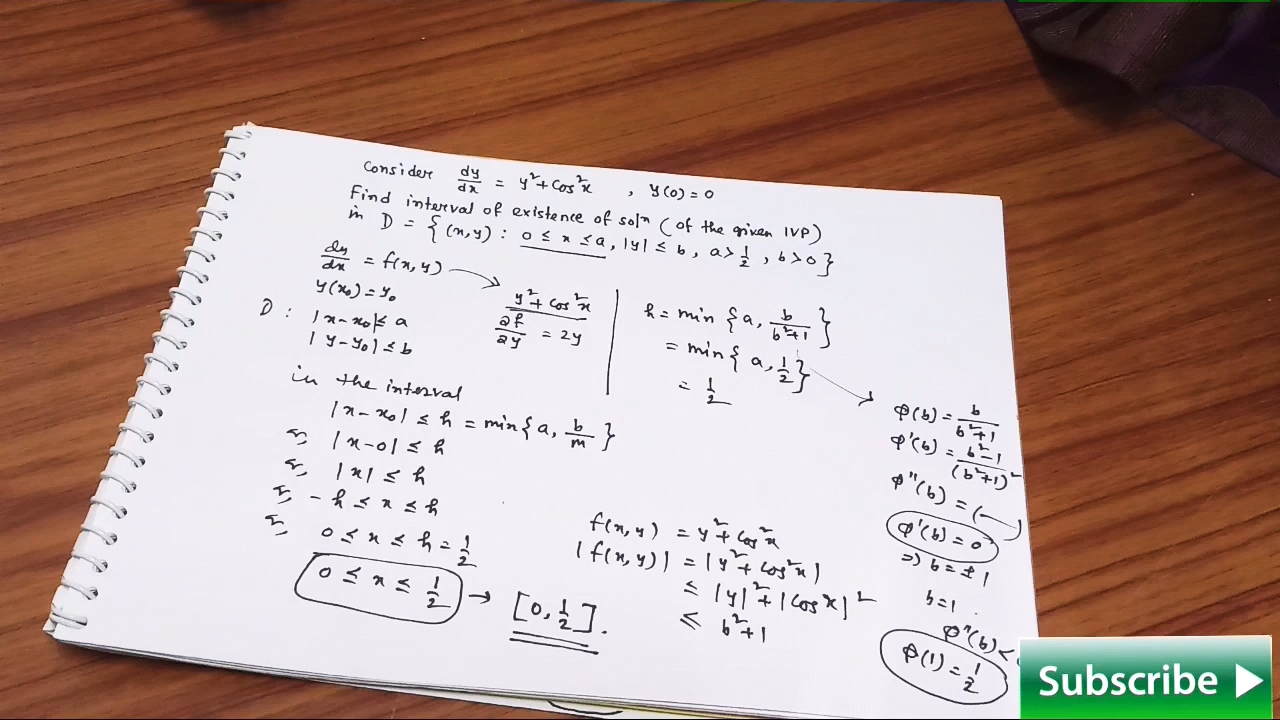 Consider dy/dx = y² + cos²x , y(0) = 0
Find interval of existence of solⁿ (of the given IVP)
in D = { (x,y) : 0 ≤ x ≤ a, |y| ≤ b, a > 1/2, b > 0 }
dy/dx = f(x,y) → y² + cos²x
y(x₀) = y₀
∂f/∂y = 2y
D : |x-x₀| ≤ a
|y-y₀| ≤ b
in the interval
|x-x₀| ≤ h = min{ a, b/m }
|x-0| ≤ h
|x| ≤ h
-h ≤ x ≤ h
0 ≤ x ≤ h = 1/2
0 ≤ x ≤ 1/2 → [0, 1/2].
h = min { a, b/b²+1 }
= min{ a, 1/2 }
= 1/2
f(x,y) = y² + cos²x
|f(x,y)| = |y² + cos²x|
≤ |y|² + |cosx|²
≤ b²+1
φ(b) = b/b²+1
φ'(b) = b²-1/(b²+1)²
φ''(b) = ( — )
φ'(b) = 0
⇒ b = ±1
b = 1 .
φ''(b) <
φ(1) = 1/2
Subscribe